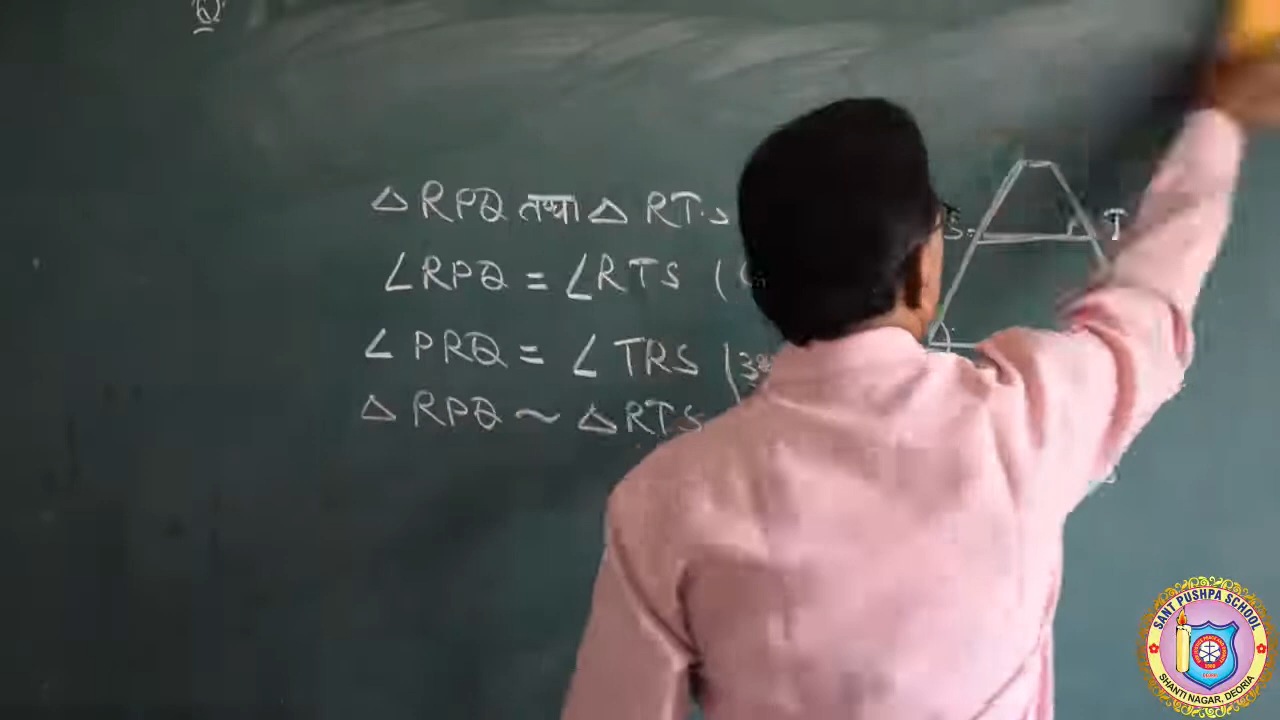 △ RPQ तथा △ RT.S
∠RPQ = ∠RTS (
∠PRQ = ∠TRS (
△ RPQ ~ △RTS
S T
SANT PUSHPA SCHOOL
SHANTI NAGAR, DEORIA